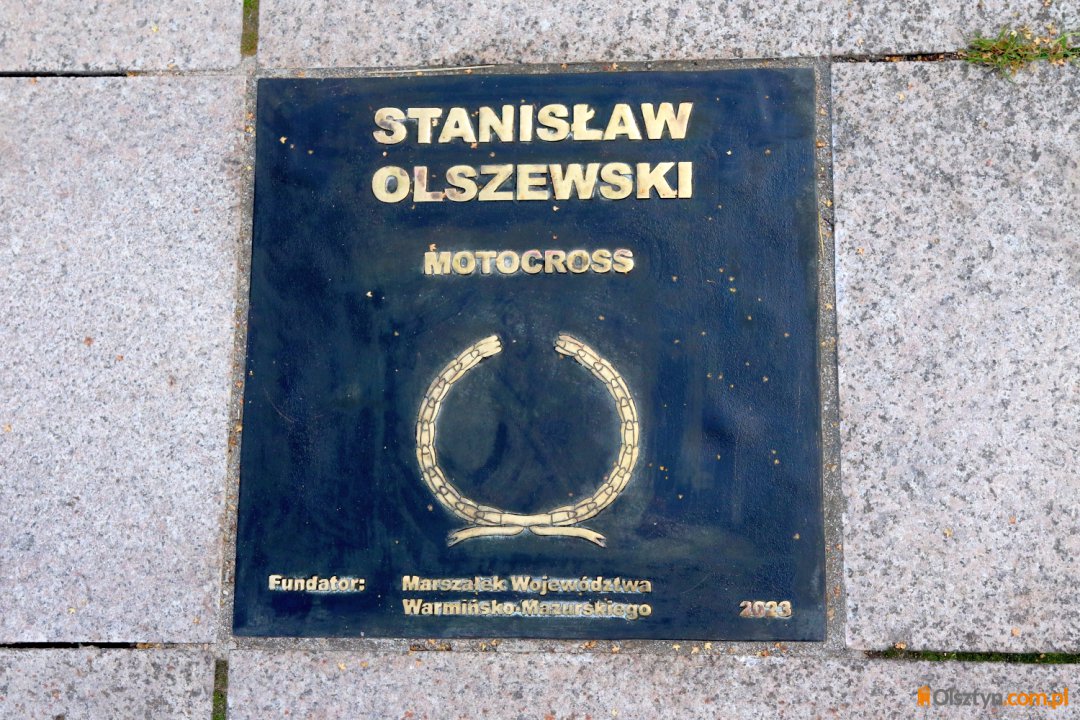 STANISŁAW
OLSZEWSKI
MOTOCROSS
Fundator: Marszałek Województwa
Warmińsko-Mazurskiego 2023
Olsztyn.com.pl